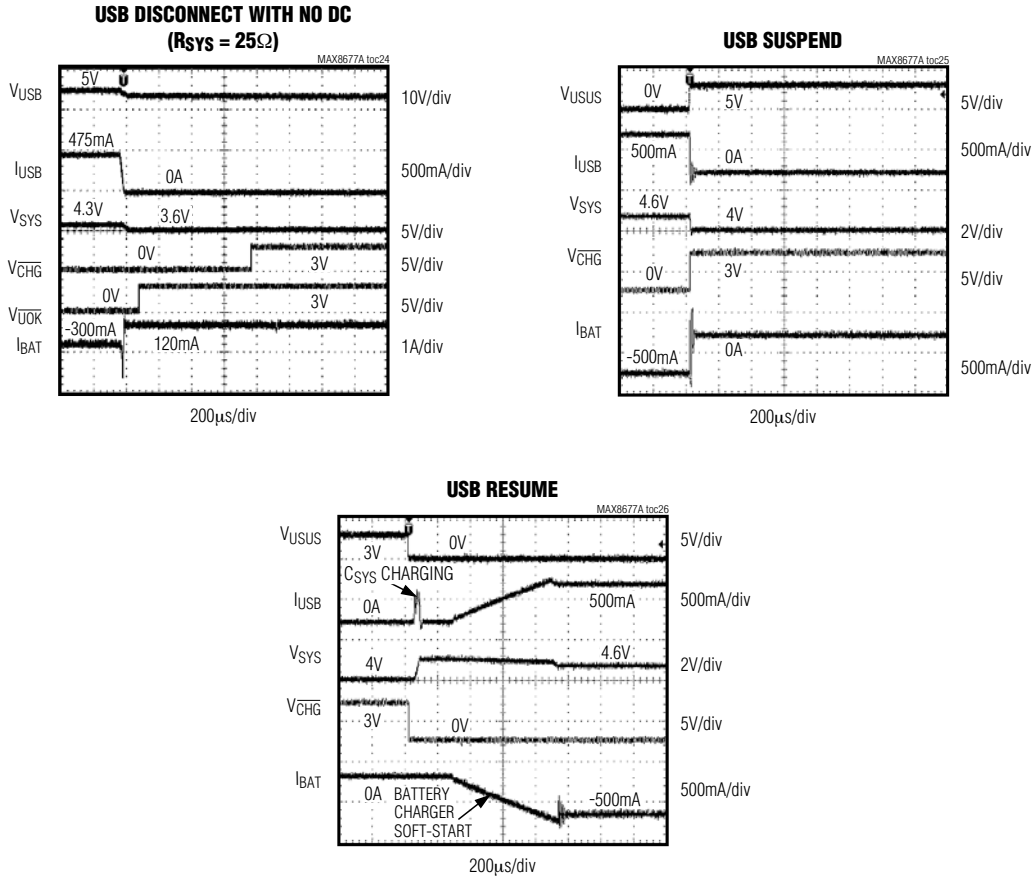 USB DISCONNECT WITH NO DC
(RSYS = 25Ω)
MAX8677A toc24
VUSB
5V
10V/div
475mA
IUSB
0A
500mA/div
VSYS
4.3V
3.6V
5V/div
VCHG
0V
3V
5V/div
VUOK
0V
3V
5V/div
-300mA
IBAT
120mA
1A/div
200µs/div
USB SUSPEND
MAX8677A toc25
VUSUS
0V
5V
5V/div
500mA
IUSB
0A
500mA/div
VSYS
4.6V
4V
2V/div
VCHG
0V
3V
5V/div
IBAT
-500mA
0A
500mA/div
200µs/div
USB RESUME
MAX8677A toc26
VUSUS
3V
0V
5V/div
CSYS CHARGING
IUSB
0A
500mA
500mA/div
VSYS
4V
4.6V
2V/div
VCHG
3V
0V
5V/div
IBAT
0A
BATTERY
CHARGER
SOFT-START
-500mA
500mA/div
200µs/div